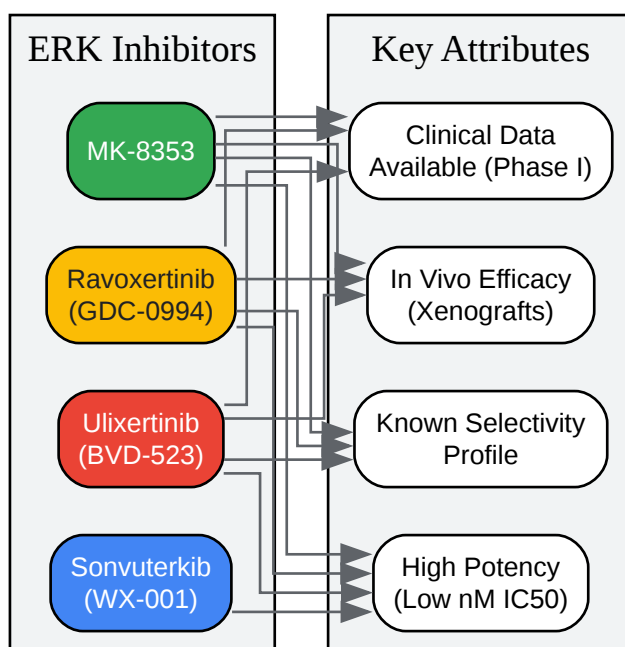 ERK Inhibitors
MK-8353
Ravoxertinib
(GDC-0994)
Ulixertinib
(BVD-523)
Sonvuterkib
(WX-001)
Key Attributes
Clinical Data
Available (Phase I)
In Vivo Efficacy
(Xenografts)
Known Selectivity
Profile
High Potency
(Low nM IC50)